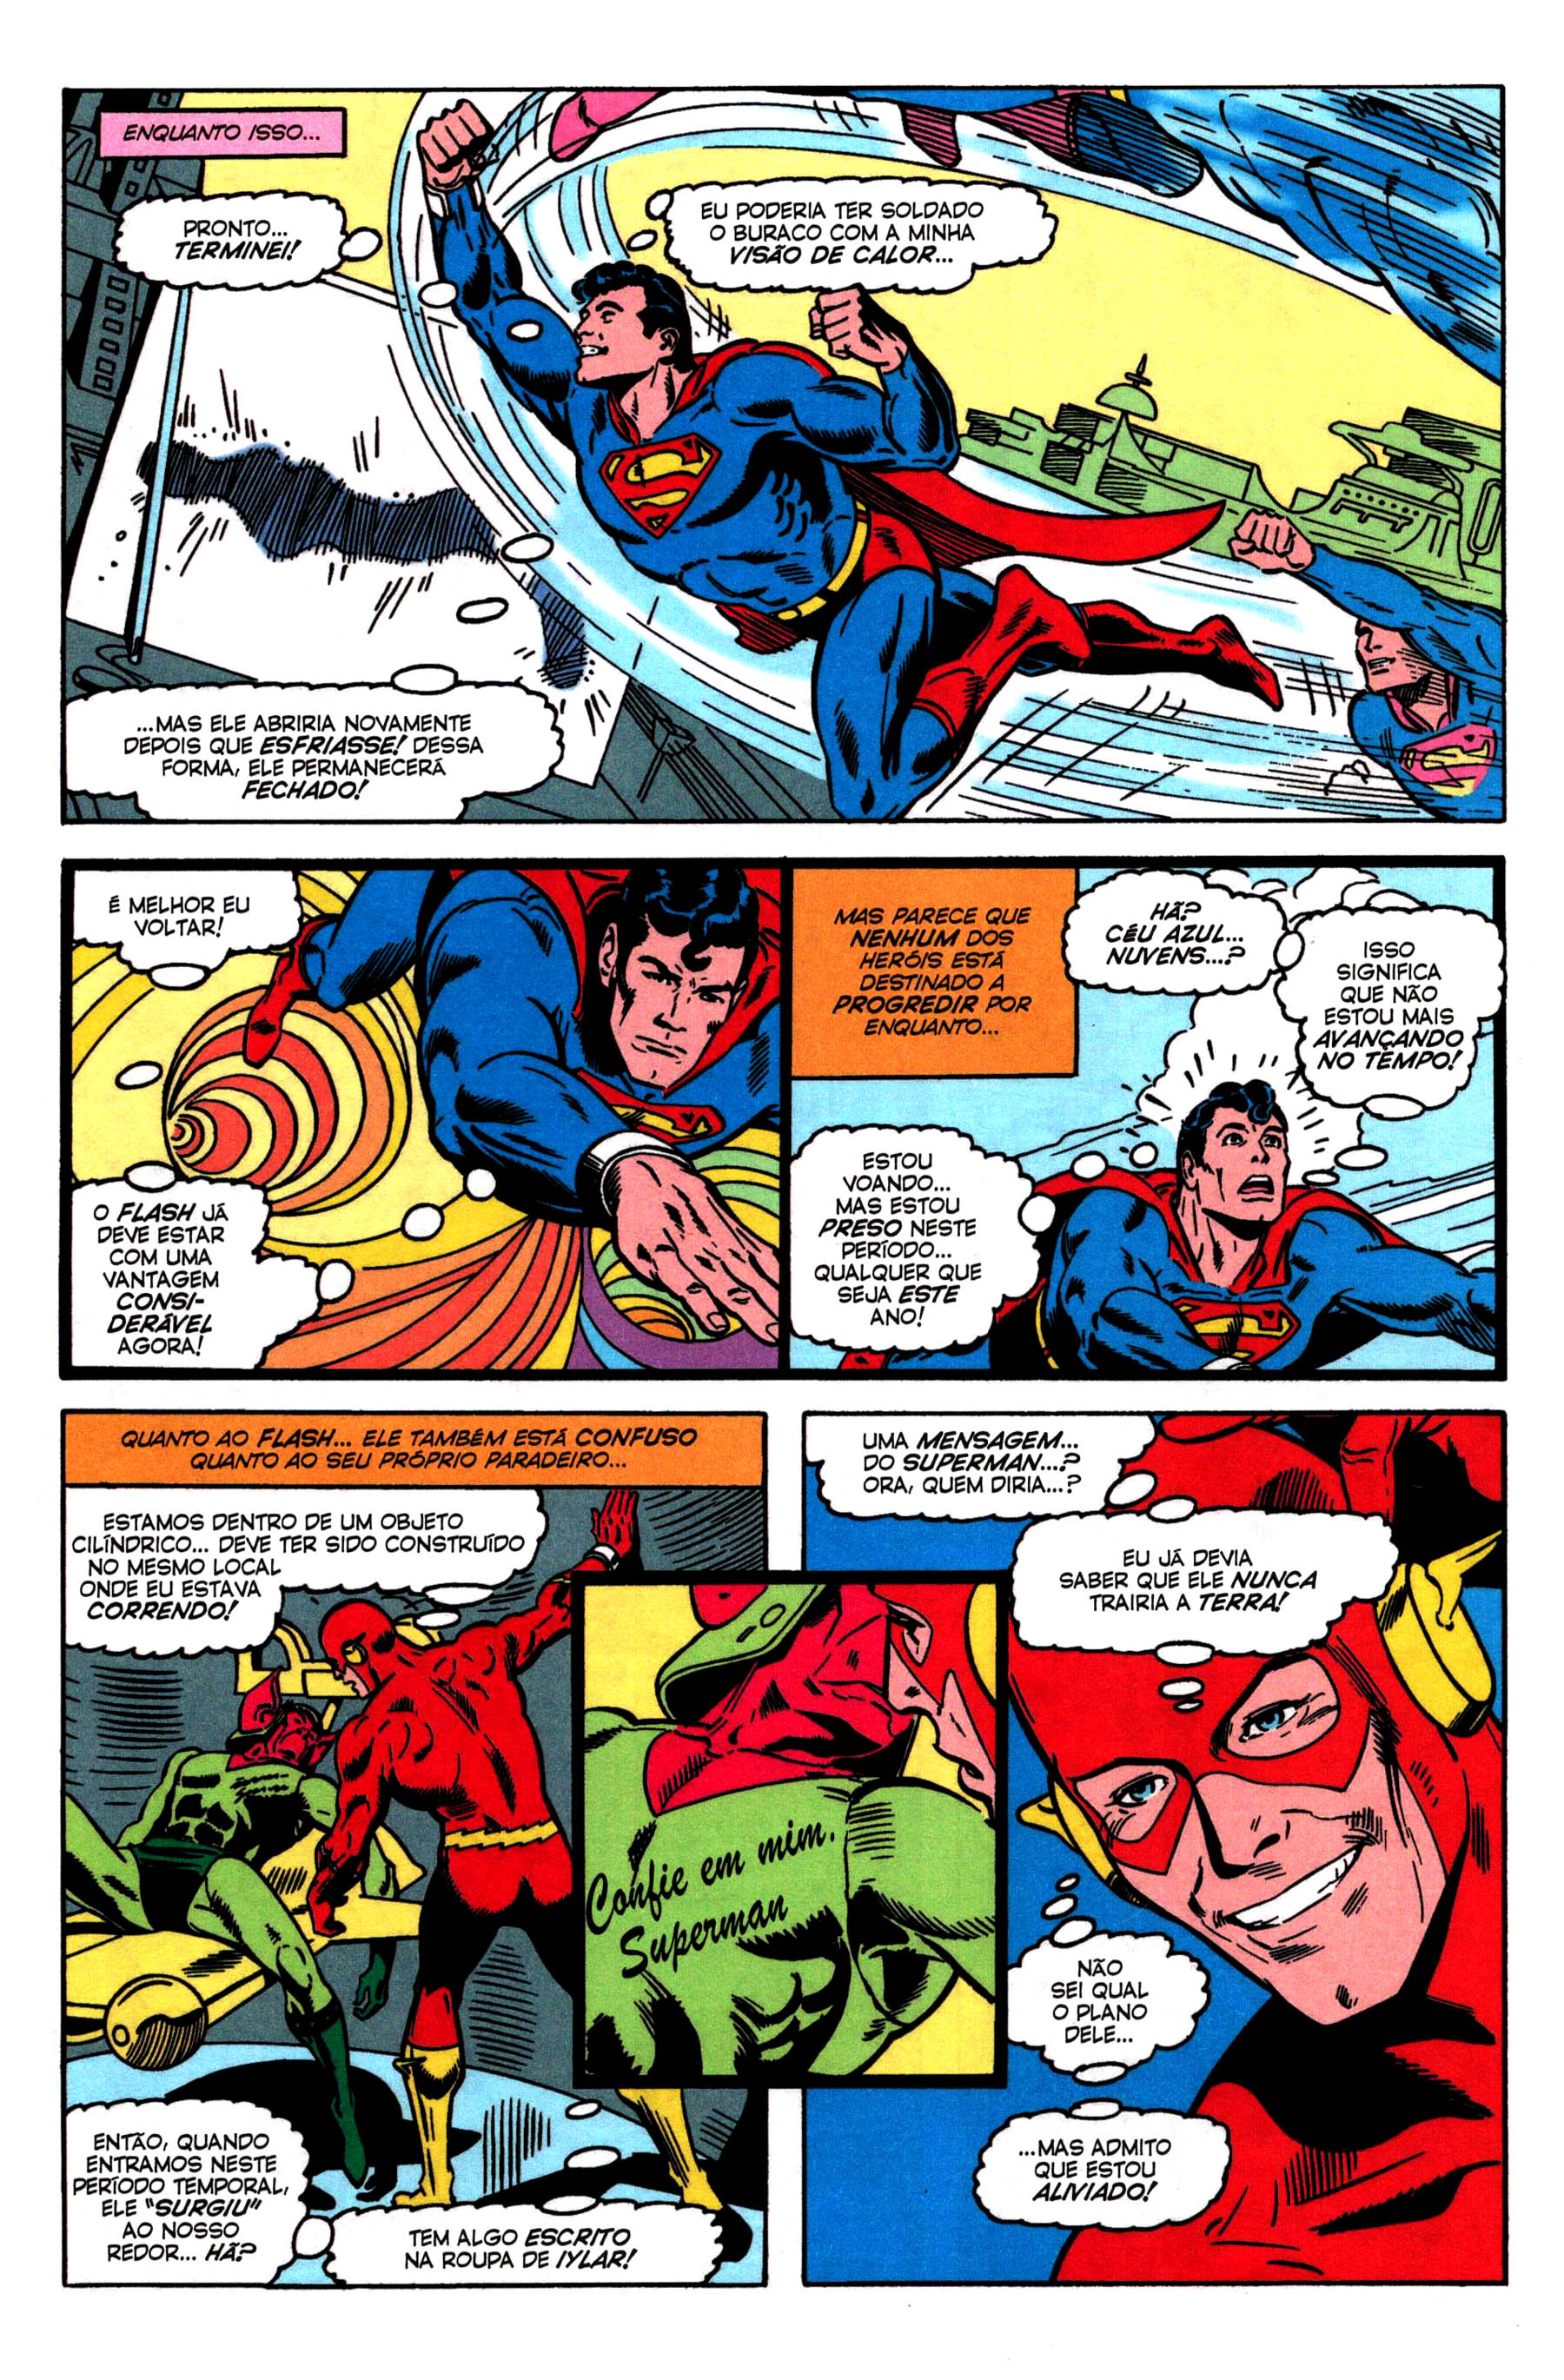 ENQUANTO ISSO...
PRONTO...
TERMINEI!
EU PODERIA TER SOLDADO
O BURACO COM A MINHA
VISÃO DE CALOR...
...MAS ELE ABRIRIA NOVAMENTE
DEPOIS QUE ESFRIASSE! DESSA
FORMA, ELE PERMANECERÁ
FECHADO!
É MELHOR EU
VOLTAR!
O FLASH JÁ
DEVE ESTAR
COM UMA
VANTAGEM
CONSI-
DERÁVEL
AGORA!
MAS PARECE QUE
NENHUM DOS
HERÓIS ESTÁ
DESTINADO A
PROGREDIR POR
ENQUANTO...
HÃ?
CÉU AZUL...
NUVENS...?
ISSO
SIGNIFICA
QUE NÃO
ESTOU MAIS
AVANÇANDO
NO TEMPO!
ESTOU
VOANDO...
MAS ESTOU
PRESO NESTE
PERÍODO...
QUALQUER QUE
SEJA ESTE
ANO!
QUANTO AO FLASH... ELE TAMBÉM ESTÁ CONFUSO
QUANTO AO SEU PRÓPRIO PARADEIRO...
ESTAMOS DENTRO DE UM OBJETO
CILÍNDRICO... DEVE TER SIDO CONSTRUÍDO
NO MESMO LOCAL
ONDE EU ESTAVA
CORRENDO!
ENTÃO, QUANDO
ENTRAMOS NESTE
PERÍODO TEMPORAL,
ELE "SURGIU"
AO NOSSO
REDOR... HÃ?
TEM ALGO ESCRITO
NA ROUPA DE IYLAR!
Confie em mim.
Superman
UMA MENSAGEM...
DO SUPERMAN...?
ORA, QUEM DIRIA...?
EU JÁ DEVIA
SABER QUE ELE NUNCA
TRAIRIA A TERRA!
NÃO
SEI QUAL
O PLANO
DELE...
...MAS ADMITO
QUE ESTOU
ALIVIADO!